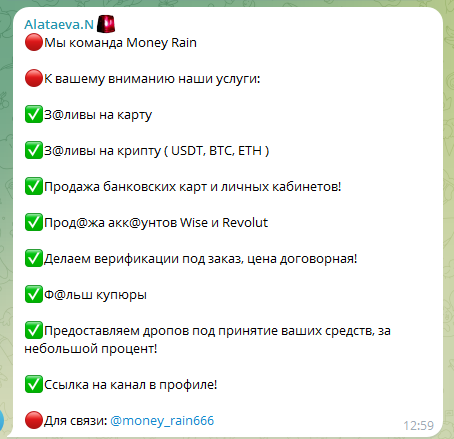 Alataeva.N🚨
🔴Мы команда Money Rain
🔴К вашему вниманию наши услуги:
✅З@ливы на карту
✅З@ливы на крипту ( USDT, BTC, ETH )
✅Продажа банковских карт и личных кабинетов!
✅Прод@жа акк@унтов Wise и Revolut
✅Делаем верификации под заказ, цена договорная!
✅Ф@льш купюры
✅Предоставляем дропов под принятие ваших средств, за
небольшой процент!
✅Ссылка на канал в профиле!
🔴Для связи: @money_rain666
12:59